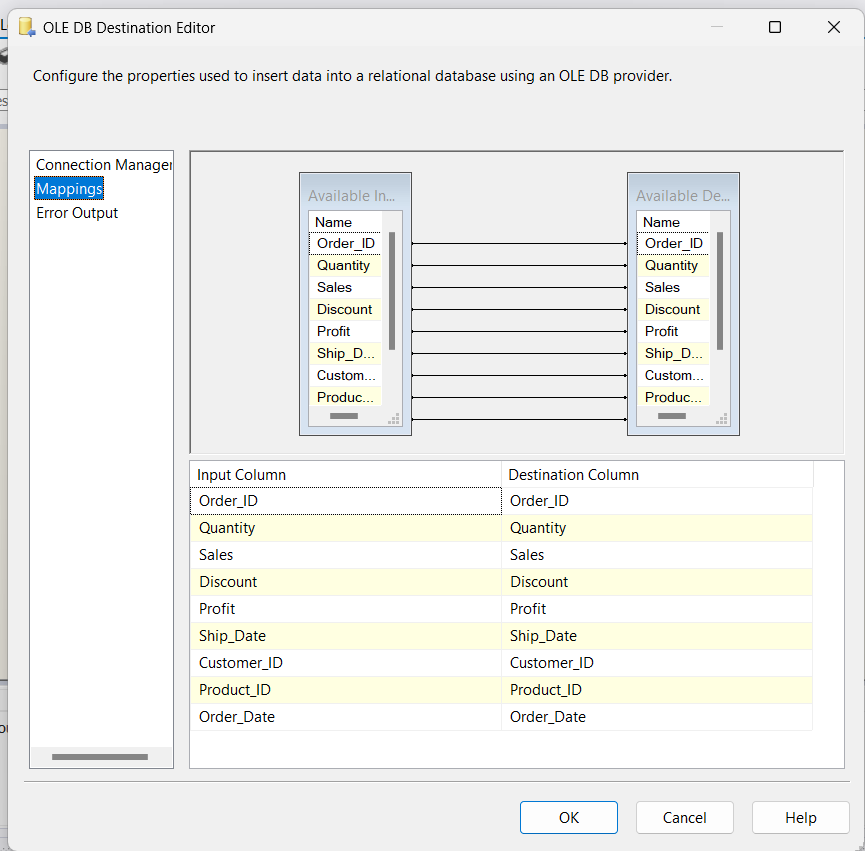 OLE DB Destination Editor
Configure the properties used to insert data into a relational database using an OLE DB provider.
Connection Manager
Mappings
Error Output
Available In...
Name
Order_ID
Quantity
Sales
Discount
Profit
Ship_D...
Custom...
Produc...
Available De...
Name
Order_ID
Quantity
Sales
Discount
Profit
Ship_D...
Custom...
Produc...
Input Column Destination Column
Order_ID Order_ID
Quantity Quantity
Sales Sales
Discount Discount
Profit Profit
Ship_Date Ship_Date
Customer_ID Customer_ID
Product_ID Product_ID
Order_Date Order_Date
OK Cancel Help